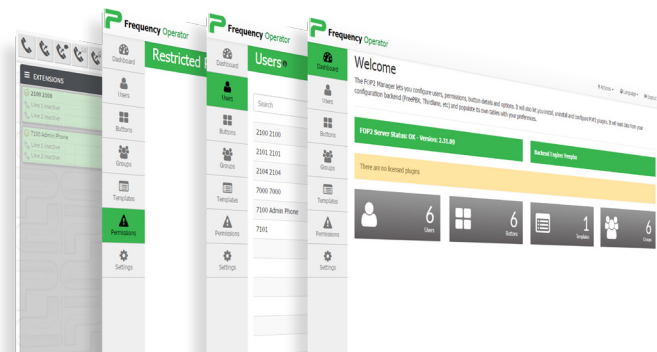 EXTENSIONS
2100 2100
Line 1 inactive
Line 2 inactive
7100 Admin Phone
Line 1 inactive
Line 2 inactive
Frequency Operator
Dashboard
Users
Buttons
Groups
Templates
Permissions
Settings
Restricted
Frequency Operator
Dashboard
Users
Buttons
Groups
Templates
Permissions
Settings
Users
Search
2100 2100
2101 2101
2104 2104
7000 7000
7100 Admin Phone
7101
Frequency Operator
Dashboard
Users
Buttons
Groups
Templates
Permissions
Settings
Actions
Language
Welcome
The FOP2 Manager lets you configure users, permissions, button details and options. It will also let you install, uninstall and configure FOP2 plugins. It will read data from your
configuration backend (FreePBX, Thirdlane, etc) and populate its own tables with your preferences.
FOP2 Server Status: OK - Version: 2.31.09
Backend Engine: freepbx
There are no licensed plugins
6
Users
6
Buttons
1
Templates
6
Groups